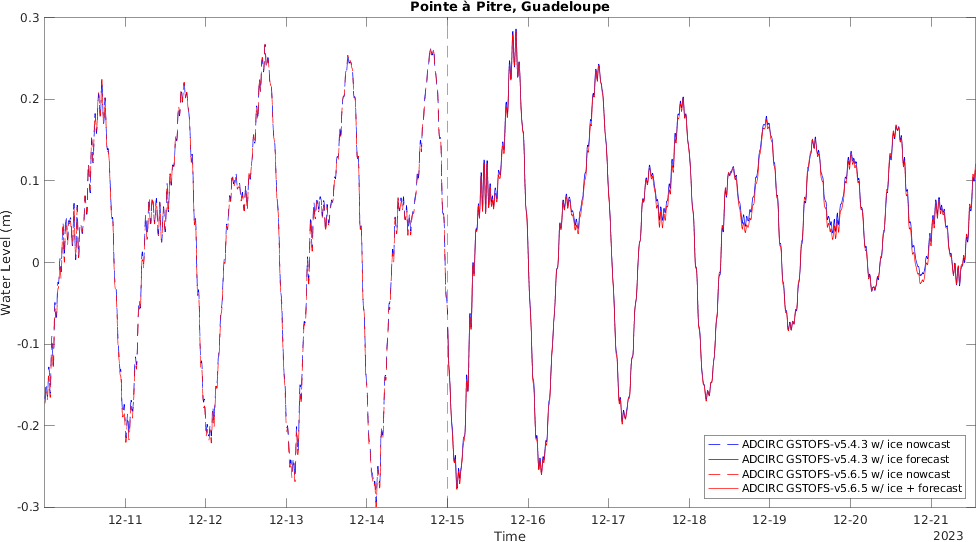 Pointe à Pitre, Guadeloupe
0.3
0.2
0.1
0
-0.1
-0.2
-0.3
Water Level (m)
ADCIRC GSTOFS-v5.4.3 w/ ice nowcast
ADCIRC GSTOFS-v5.4.3 w/ ice forecast
ADCIRC GSTOFS-v5.6.5 w/ ice nowcast
ADCIRC GSTOFS-v5.6.5 w/ ice + forecast
12-11 12-12 12-13 12-14 12-15 12-16 12-17 12-18 12-19 12-20 12-21
2023
Time